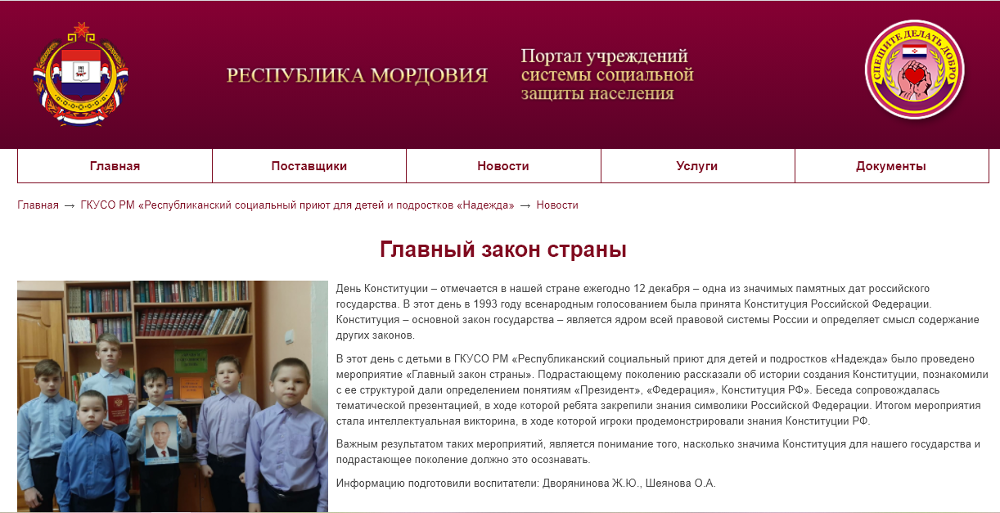 РЕСПУБЛИКА МОРДОВИЯ
Портал учреждений
системы социальной
защиты населения
СПЕШИТЕ ДЕЛАТЬ ДОБРО
Главная
Поставщики
Новости
Услуги
Документы
Главная → ГКУСО РМ «Республиканский социальный приют для детей и подростков «Надежда» → Новости
Главный закон страны
День Конституции – отмечается в нашей стране ежегодно 12 декабря – одна из значимых памятных дат российского
государства. В этот день в 1993 году всенародным голосованием была принята Конституция Российской Федерации.
Конституция – основной закон государства – является ядром всей правовой системы России и определяет смысл содержание
других законов.
В этот день с детьми в ГКУСО РМ «Республиканский социальный приют для детей и подростков «Надежда» было проведено
мероприятие «Главный закон страны». Подрастающему поколению рассказали об истории создания Конституции, познакомили
с ее структурой дали определением понятиям «Президент», «Федерация», Конституция РФ». Беседа сопровождалась
тематической презентацией, в ходе которой ребята закрепили знания символики Российской Федерации. Итогом мероприятия
стала интеллектуальная викторина, в ходе которой игроки продемонстрировали знания Конституции РФ.
Важным результатом таких мероприятий, является понимание того, насколько значима Конституция для нашего государства и
подрастающее поколение должно это осознавать.
Информацию подготовили воспитатели: Дворянинова Ж.Ю., Шеянова О.А.